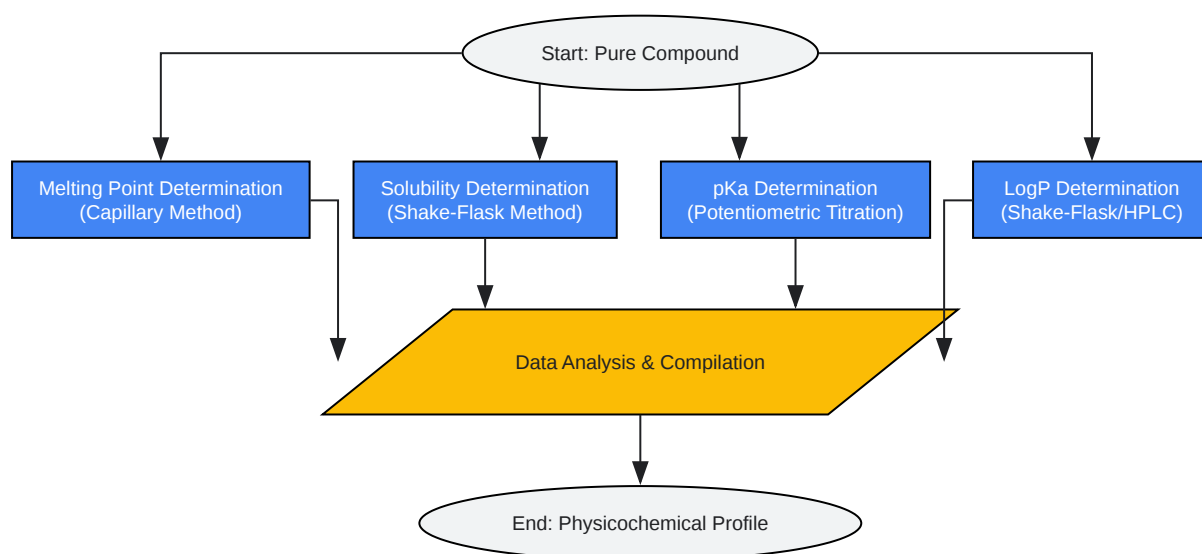 Start: Pure Compound
Melting Point Determination
(Capillary Method)
Solubility Determination
(Shake-Flask Method)
pKa Determination
(Potentiometric Titration)
LogP Determination
(Shake-Flask/HPLC)
Data Analysis & Compilation
End: Physicochemical Profile